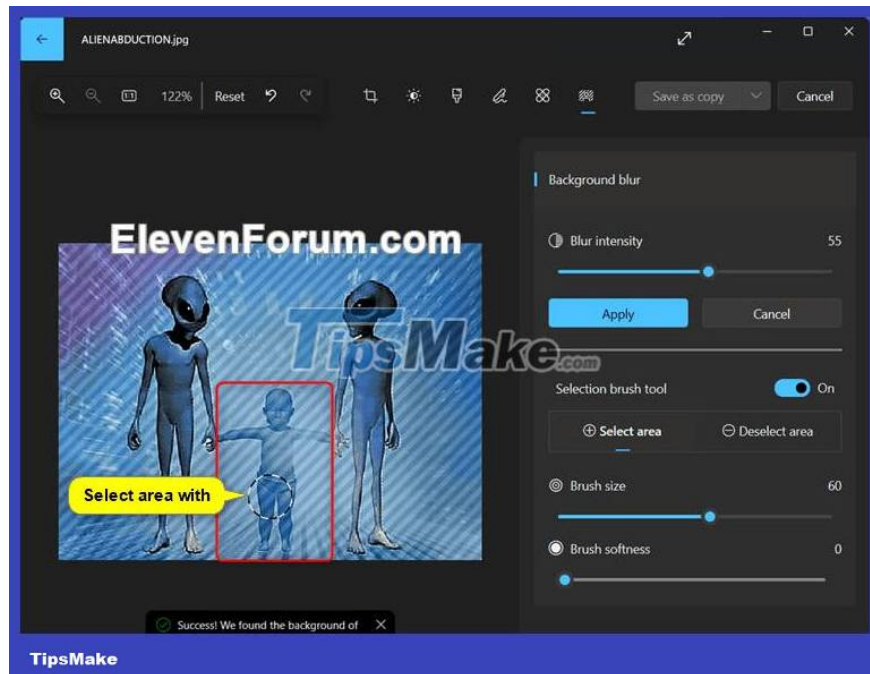 ALIENABDUCTION.jpg
1:1 122% Reset Save as copy Cancel
Background blur
ElevenForum.com
Blur intensity 55
Apply Cancel
TipsMake.com
Selection brush tool On
Select area Deselect area
Select area with
Brush size 60
Brush softness 0
Success! We found the background of
TipsMake